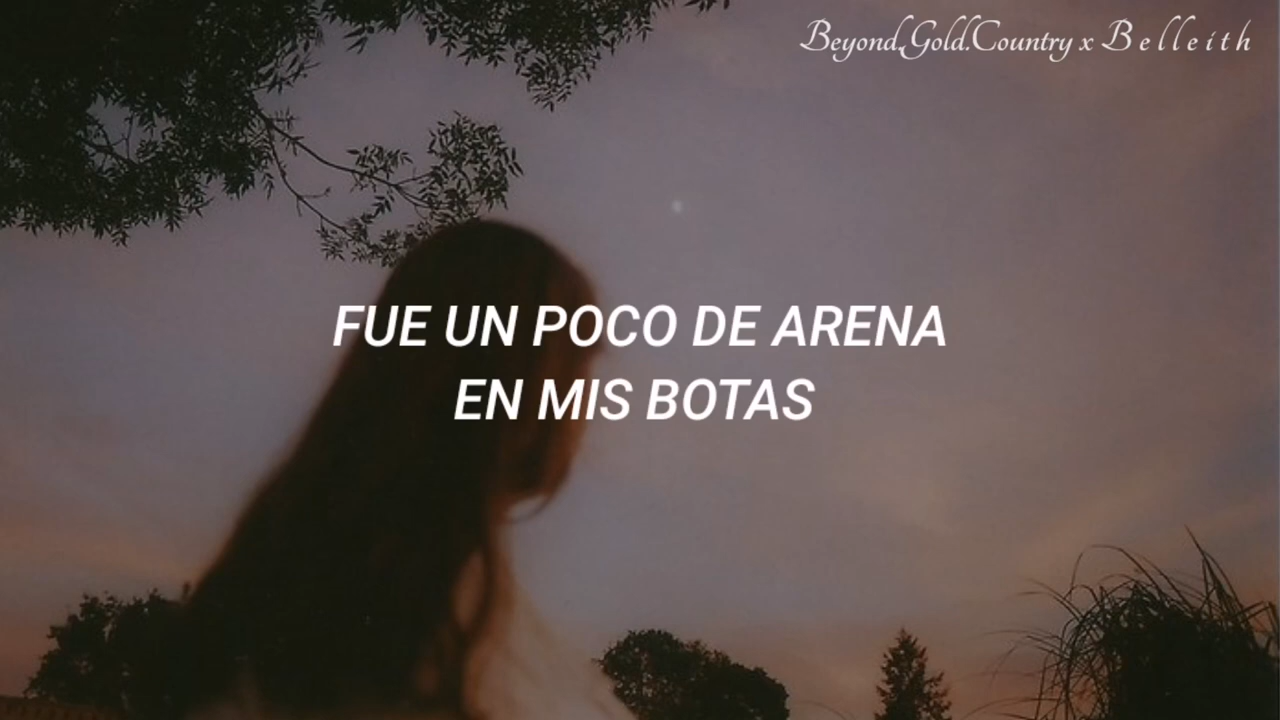 Beyond.Gold.Country x B e l l e i t h
FUE UN POCO DE ARENA
EN MIS BOTAS